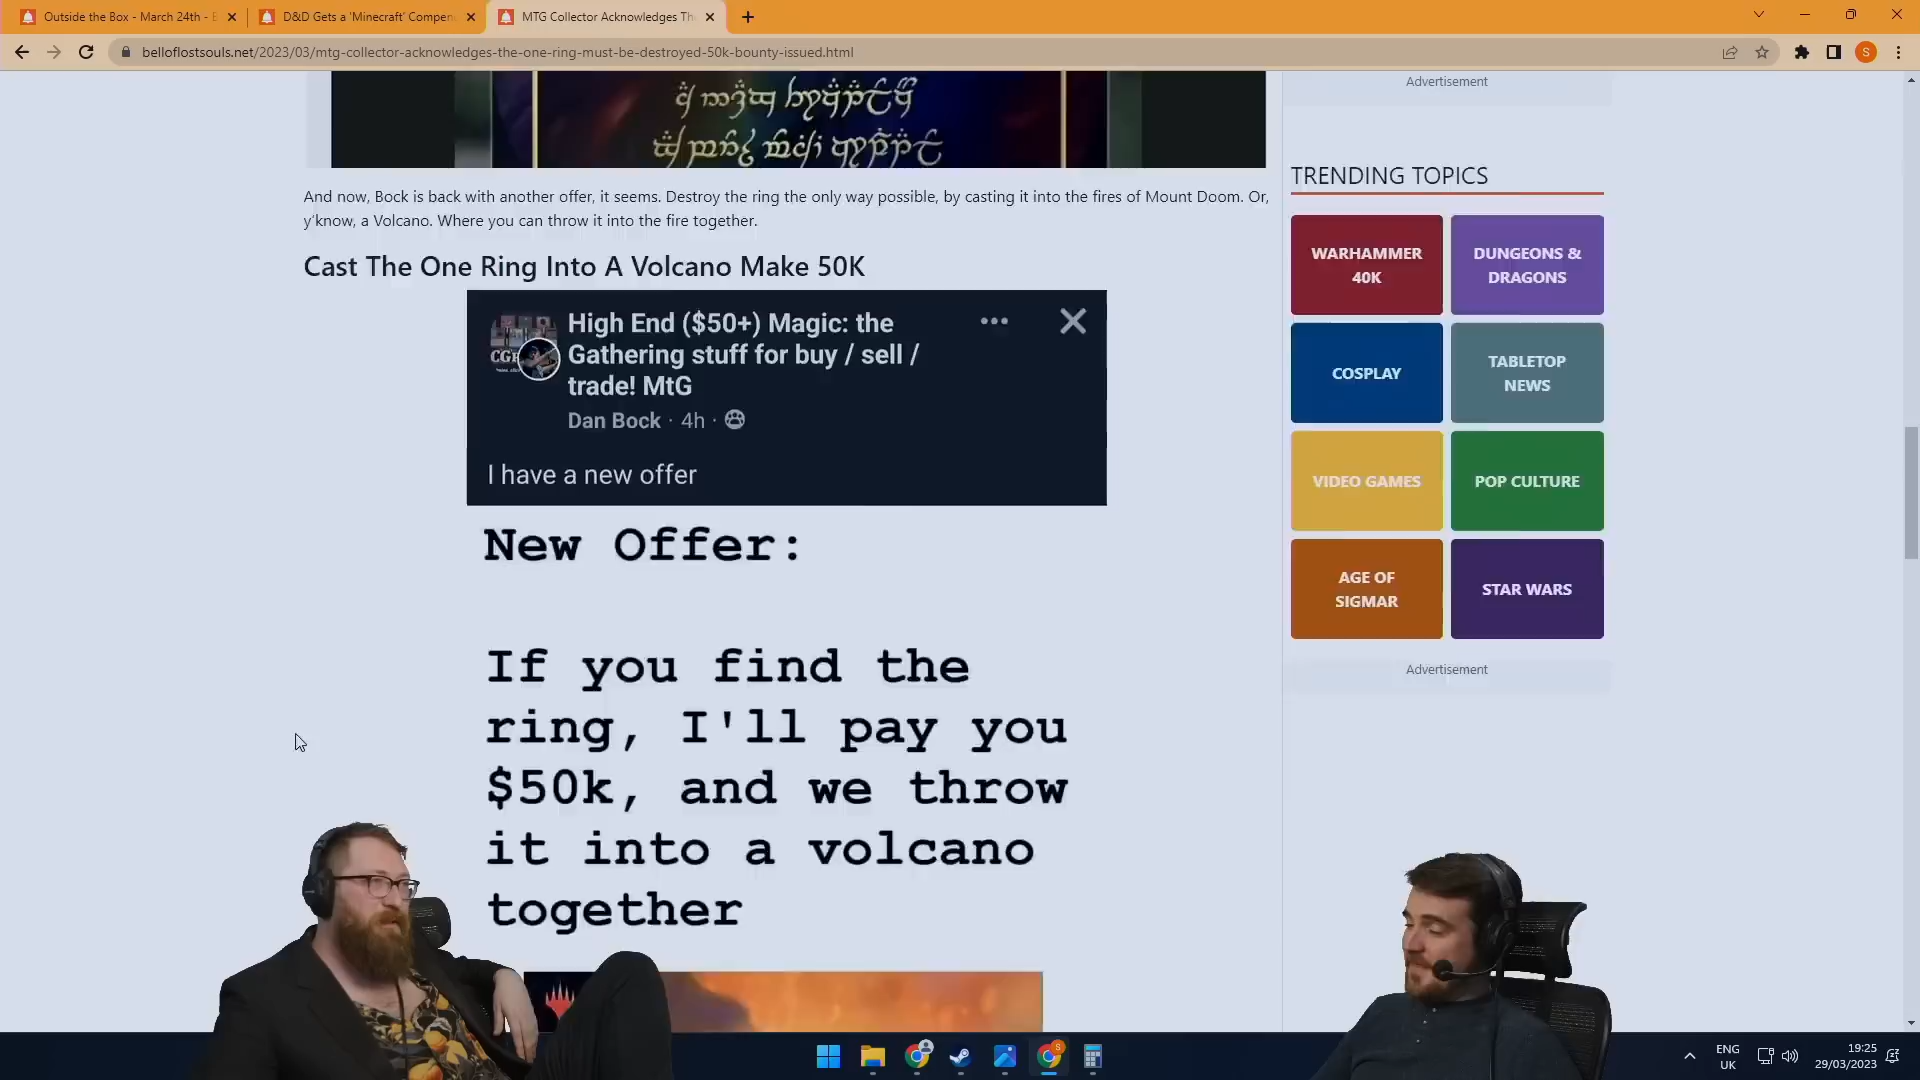 Outside the Box - March 24th - B
D&D Gets a 'Minecraft' Compen
MTG Collector Acknowledges Th
belloflostsouls.net/2023/03/mtg-collector-acknowledges-the-one-ring-must-be-destroyed-50k-bounty-issued.html
S
Advertisement
And now, Bock is back with another offer, it seems. Destroy the ring the only way possible, by casting it into the fires of Mount Doom. Or,
y'know, a Volcano. Where you can throw it into the fire together.
Cast The One Ring Into A Volcano Make 50K
High End ($50+) Magic: the
Gathering stuff for buy / sell /
trade! MtG
Dan Bock · 4h ·
I have a new offer
New Offer:
If you find the
ring, I'll pay you
$50k, and we throw
it into a volcano
together
TRENDING TOPICS
WARHAMMER
40K
DUNGEONS &
DRAGONS
COSPLAY
TABLETOP
NEWS
VIDEO GAMES
POP CULTURE
AGE OF
SIGMAR
STAR WARS
Advertisement
ENG
UK
19:25
29/03/2023